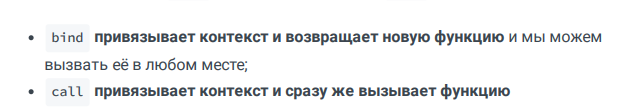 • bind привязывает контекст и возвращает новую функцию и мы можем
вызвать её в любом месте;
• call привязывает контекст и сразу же вызывает функцию